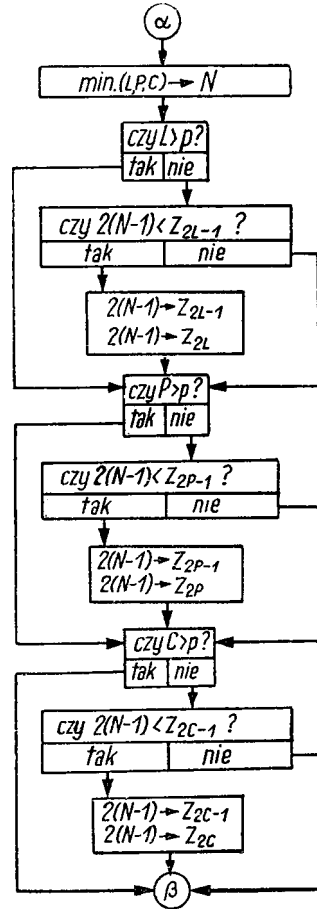 α
min.(L,P,C) → N
czy L>p?
tak nie
czy 2(N-1)< Z₂L₋₁ ?
tak nie
2(N-1) → Z₂L₋₁
2(N-1) → Z₂L
czy P>p?
tak nie
czy 2(N-1)< Z₂P₋₁ ?
tak nie
2(N-1) → Z₂P₋₁
2(N-1) → Z₂P
czy C>p?
tak nie
czy 2(N-1)< Z₂C₋₁ ?
tak nie
2(N-1) → Z₂C₋₁
2(N-1) → Z₂C
β